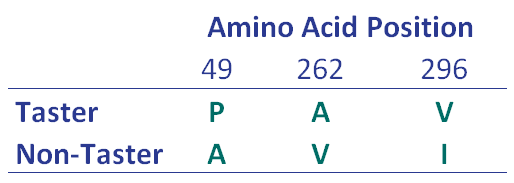 Amino Acid Position
49 262 296
Taster P A V
Non-Taster A V I